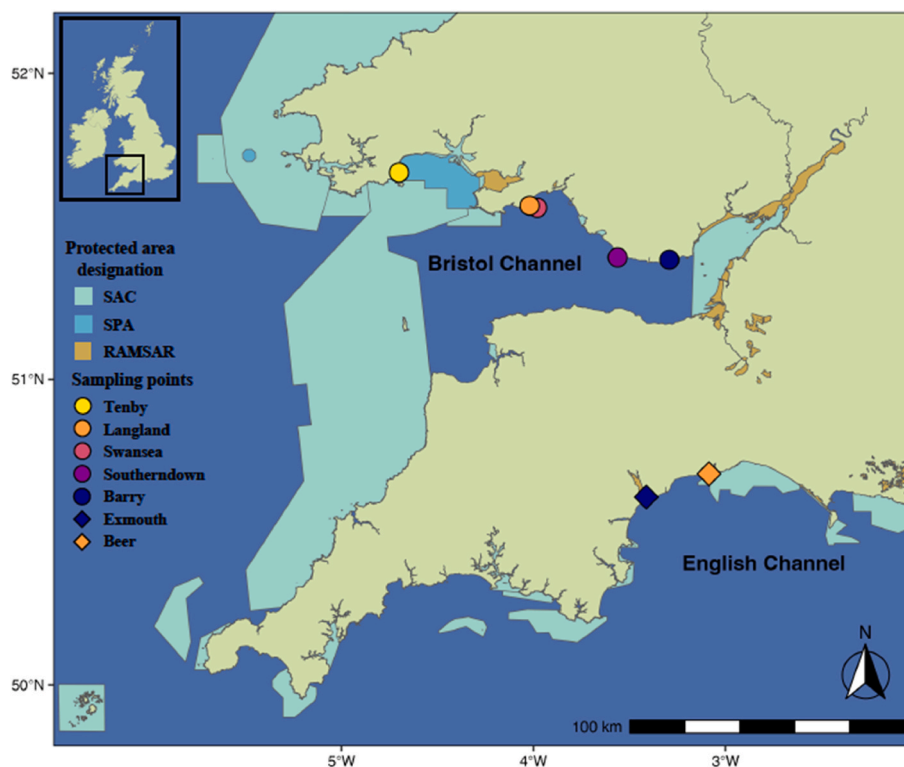 52°N
51°N
50°N
Protected area
designation
SAC
SPA
RAMSAR
Sampling points
Tenby
Langland
Swansea
Southerndown
Barry
Exmouth
Beer
Bristol Channel
English Channel
N
100 km
5°W
4°W
3°W